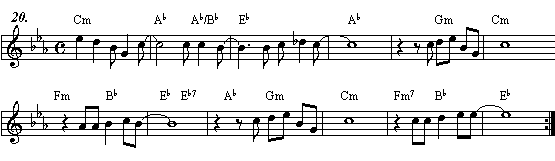 20.
Cm A♭ A♭/B♭ E♭ A♭ Gm Cm
Fm B♭ E♭ E♭7 A♭ Gm Cm Fm7 B♭ E♭